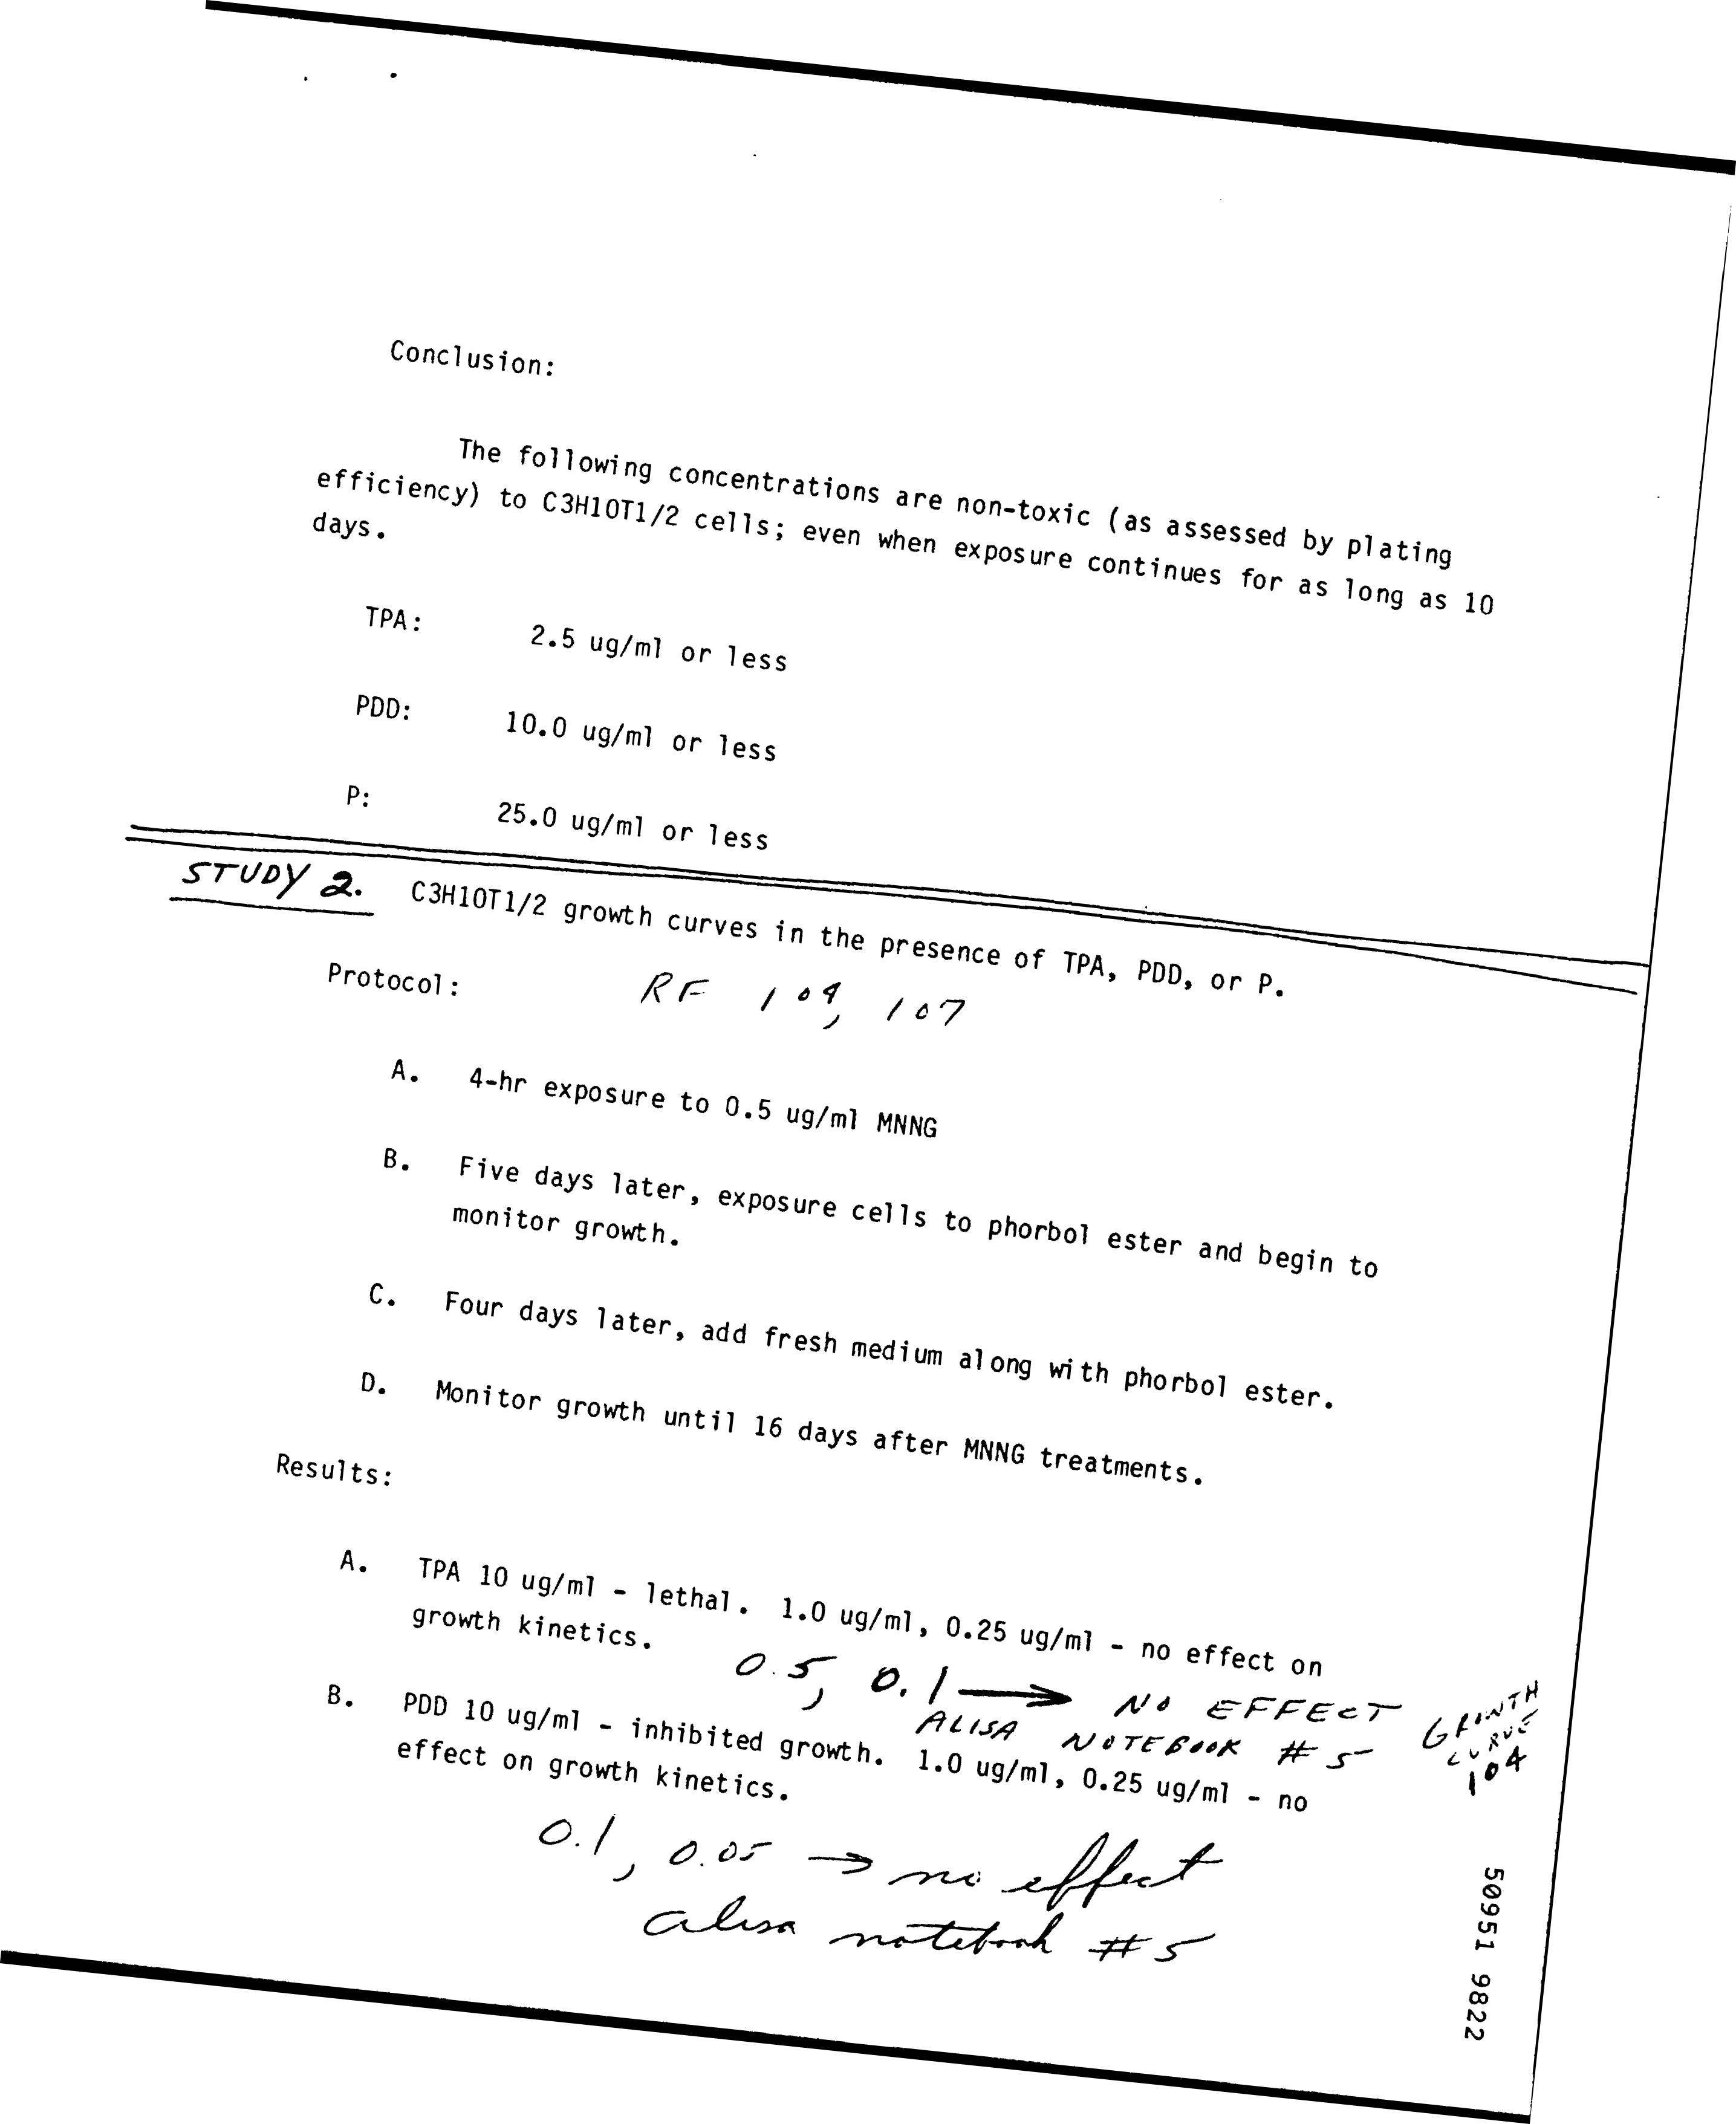 Conclusion:
The following concentrations are non-toxic (as assessed by plating
efficiency) to C3H10T1/2 cells; even when exposure continues for as long as 10
days.
TPA: 2.5 ug/ml or less
PDD: 10.0 ug/ml or less
P: 25.0 ug/ml or less
STUDY 2. C3H10T1/2 growth curves in the presence of TPA, PDD, or P.
Protocol: RF 104, 107
A. 4-hr exposure to 0.5 ug/ml MNNG
B. Five days later, exposure cells to phorbol ester and begin to
monitor growth.
C. Four days later, add fresh medium along with phorbol ester.
D. Monitor growth until 16 days after MNNG treatments.
Results:
A. TPA 10 ug/ml - lethal. 1.0 ug/ml, 0.25 ug/ml - no effect on
growth kinetics.
0.5, 0.1 → NO EFFECT
ALISA NOTEBOOK #5
GROWTH
CURVE
104
B. PDD 10 ug/ml - inhibited growth. 1.0 ug/ml, 0.25 ug/ml - no
effect on growth kinetics.
0.1, 0.05 → no effect
alisa notebook #5
50951 9822